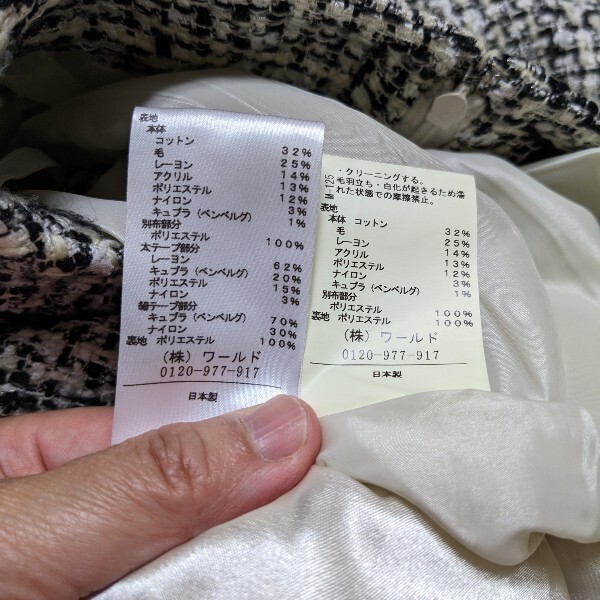 表地
本体
コットン 32%
毛 25%
レーヨン 14%
アクリル 13%
ポリエステル 12%
ナイロン 3%
キュプラ(ベンベルグ) 1%
別布部分
ポリエステル 100%
太テープ部分
レーヨン 62%
キュプラ(ベンベルグ) 20%
ポリエステル 15%
ナイロン 3%
細テープ部分
キュプラ(ベンベルグ) 70%
ナイロン 30%
裏地 ポリエステル 100%
(株) ワールド
0120-977-917
日本製
・クリーニングする。
毛羽立ち・白化が起きるため濡
れた状態での摩擦禁止。
M-125
表地
本体 コットン 32%
毛 25%
レーヨン 14%
アクリル 13%
ポリエステル 12%
ナイロン 3%
キュプラ(ベンベルグ) 1%
別布部分
ポリエステル 100%
裏地 ポリエステル 100%
(株) ワールド
0120-977-917
日本製